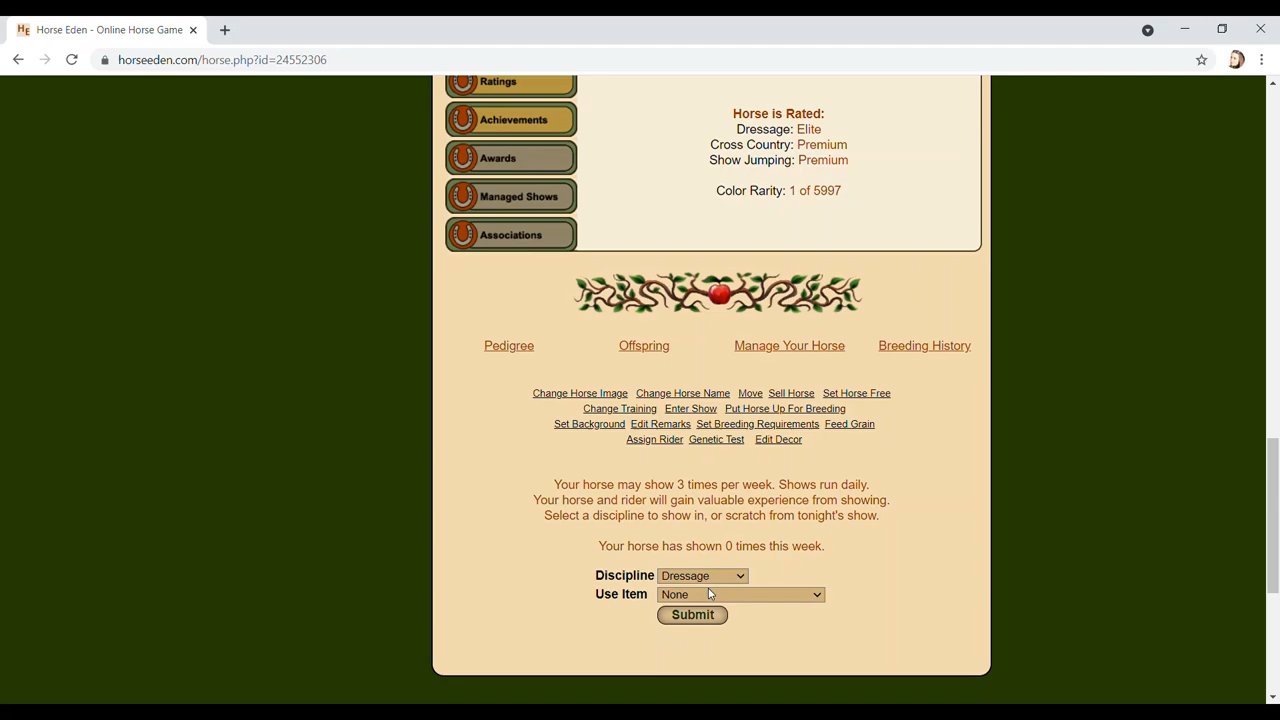 Horse Eden - Online Horse Game
horseeden.com/horse.php?id=24552306
Ratings
Achievements
Awards
Managed Shows
Associations
Horse is Rated:
Dressage: Elite
Cross Country: Premium
Show Jumping: Premium
Color Rarity: 1 of 5997
Pedigree Offspring Manage Your Horse Breeding History
Change Horse Image Change Horse Name Move Sell Horse Set Horse Free
Change Training Enter Show Put Horse Up For Breeding
Set Background Edit Remarks Set Breeding Requirements Feed Grain
Assign Rider Genetic Test Edit Decor
Your horse may show 3 times per week. Shows run daily.
Your horse and rider will gain valuable experience from showing.
Select a discipline to show in, or scratch from tonight's show.
Your horse has shown 0 times this week.
Discipline Dressage
Use Item None
Submit